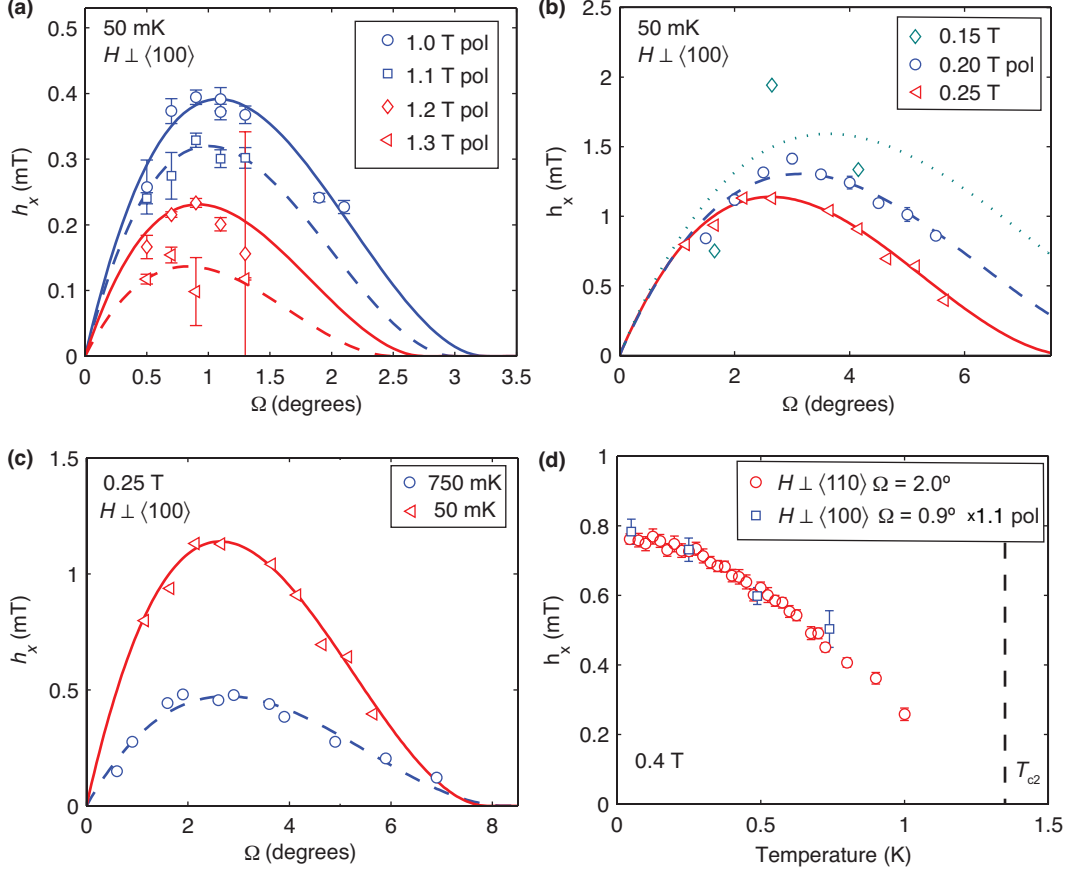 (a)
50 mK
H ⊥ ⟨100⟩
1.0 T pol
1.1 T pol
1.2 T pol
1.3 T pol
0.5
0.4
0.3
0.2
0.1
0
h_x (mT)
0 0.5 1 1.5 2 2.5 3 3.5
Ω (degrees)
(b)
50 mK
H ⊥ ⟨100⟩
0.15 T
0.20 T pol
0.25 T
2.5
2
1.5
1
0.5
0
h_x (mT)
0 2 4 6
Ω (degrees)
(c)
0.25 T
H ⊥ ⟨100⟩
750 mK
50 mK
1.5
1
0.5
0
h_x (mT)
0 2 4 6 8
Ω (degrees)
(d)
H ⊥ ⟨110⟩ Ω = 2.0º
H ⊥ ⟨100⟩ Ω = 0.9º ×1.1 pol
1
0.8
0.6
0.4
0.2
0
h_x (mT)
0.4 T
T_c2
0 0.5 1 1.5
Temperature (K)